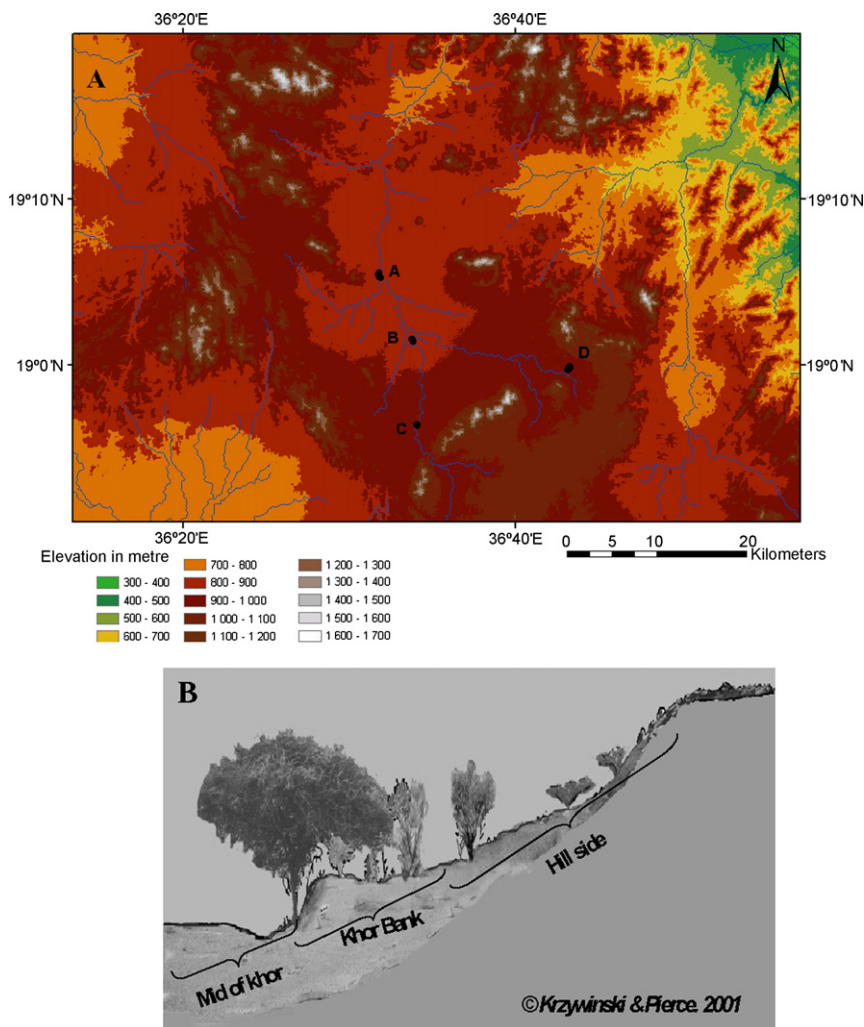 36°20'E 36°40'E
A N
19°10'N 19°10'N
A
B D
19°0'N 19°0'N
C
36°20'E 36°40'E
Elevation in metre
0 5 10 20
Kilometers
300 - 400
400 - 500
500 - 600
600 - 700
700 - 800
800 - 900
900 - 1 000
1 000 - 1 100
1 100 - 1 200
1 200 - 1 300
1 300 - 1 400
1 400 - 1 500
1 500 - 1 600
1 600 - 1 700
B
Hill side
Khor Bank
Mid of khor
© Krzywinski & Pierce. 2001